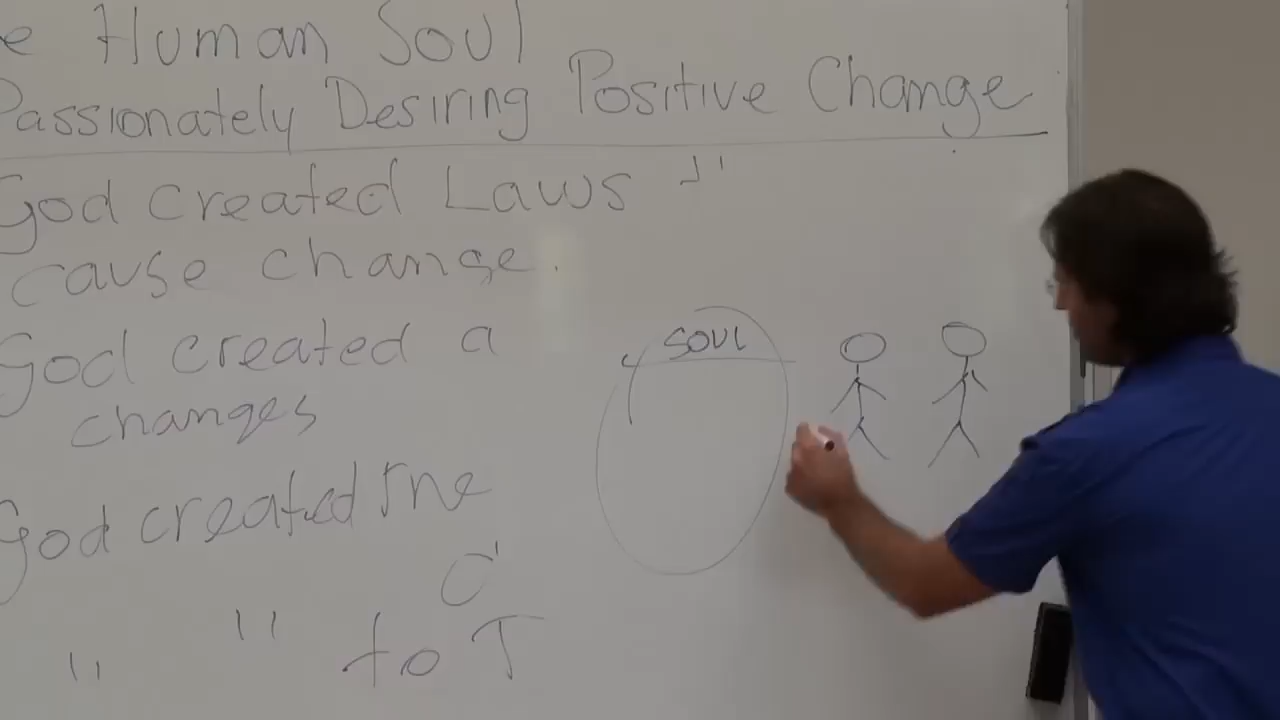 e Human Soul
Passionately Desiring Positive Change
God created Laws
cause change.
God created a
changes
God created the
" " to T
SOUL